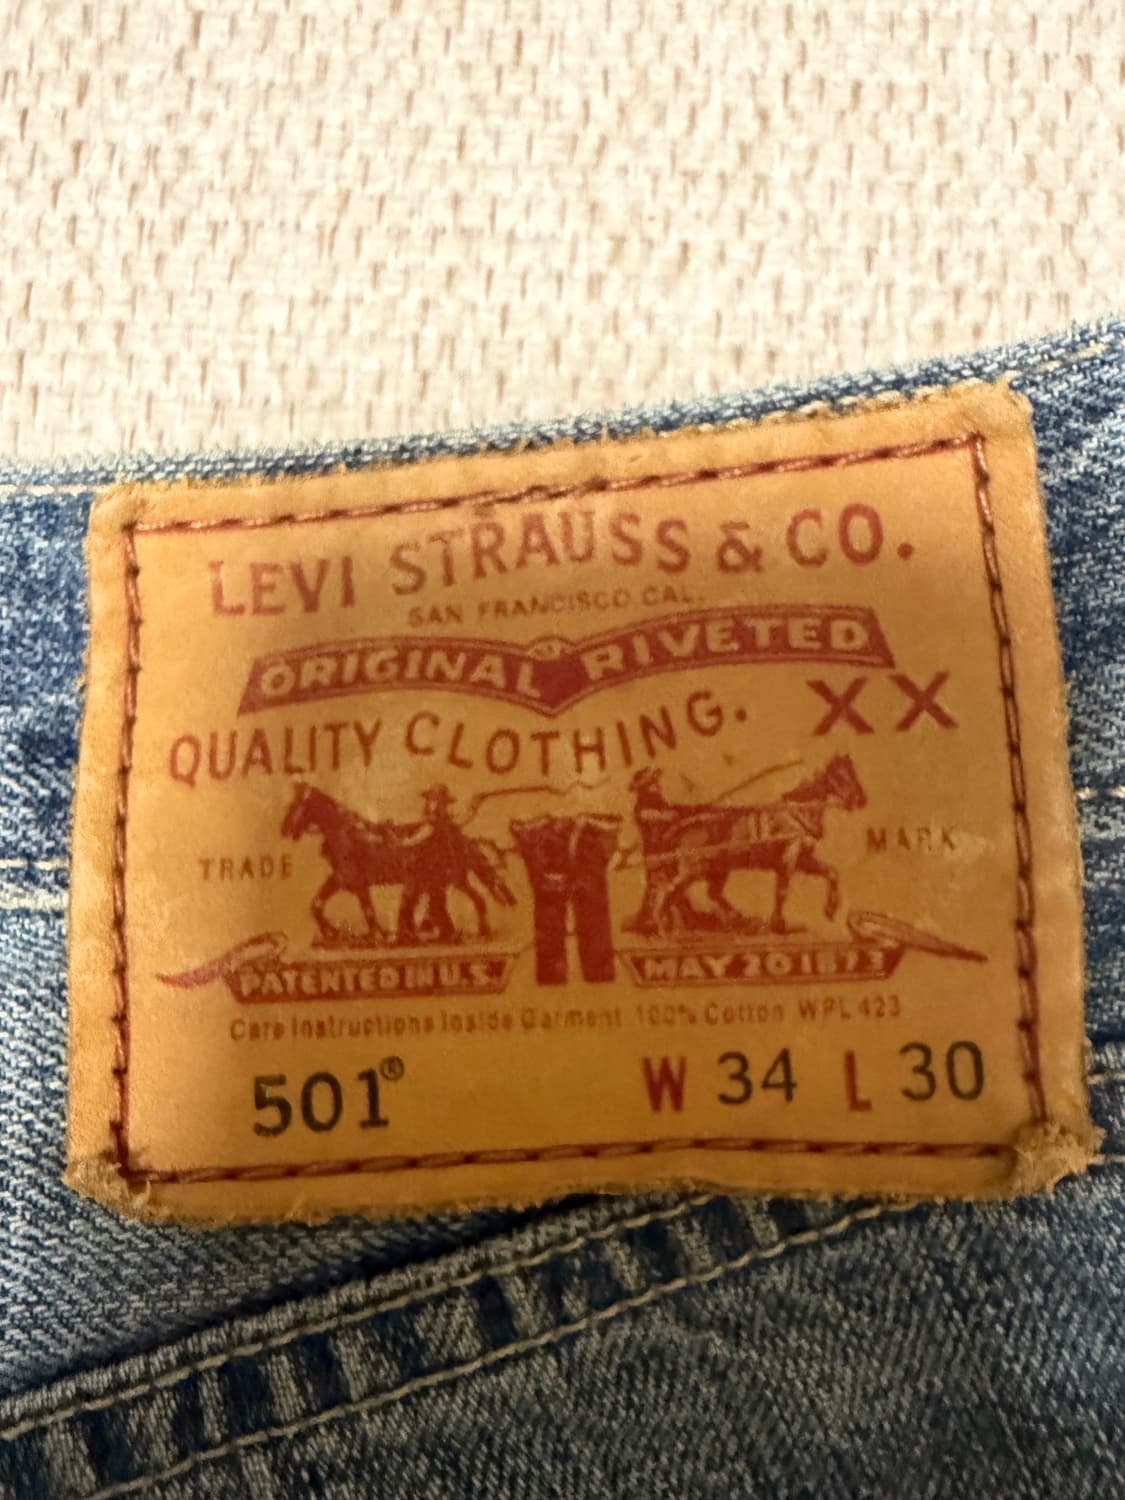 LEVI STRAUSS & CO.
SAN FRANCISCO CAL.
ORIGINAL RIVETED
QUALITY CLOTHING. XX
TRADE MARK
PATENTED IN U.S. MAY 20 1873
Care Instructions Inside Garment 100% Cotton WPL 423
501® W 34 L 30